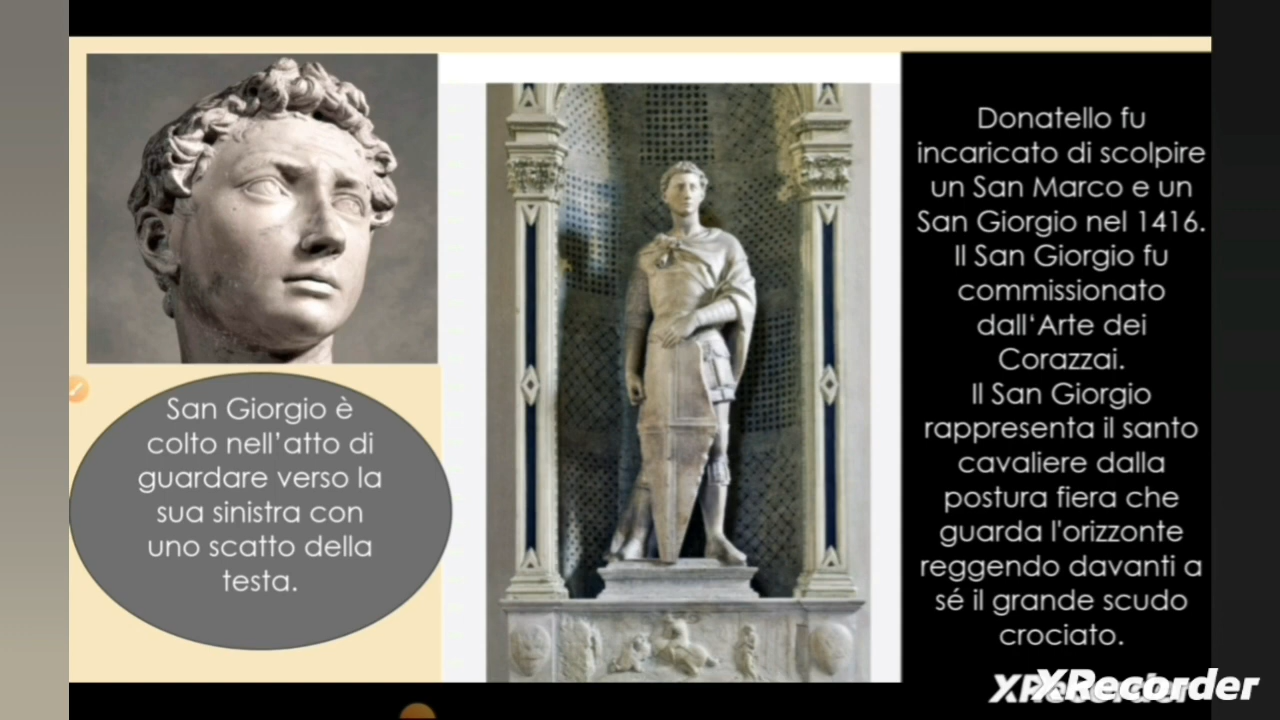 San Giorgio è
colto nell’atto di
guardare verso la
sua sinistra con
uno scatto della
testa.
Donatello fu
incaricato di scolpire
un San Marco e un
San Giorgio nel 1416.
Il San Giorgio fu
commissionato
dall‘Arte dei
Corazzai.
Il San Giorgio
rappresenta il santo
cavaliere dalla
postura fiera che
guarda l'orizzonte
reggendo davanti a
sé il grande scudo
crociato.
XRecorder
XRecorder